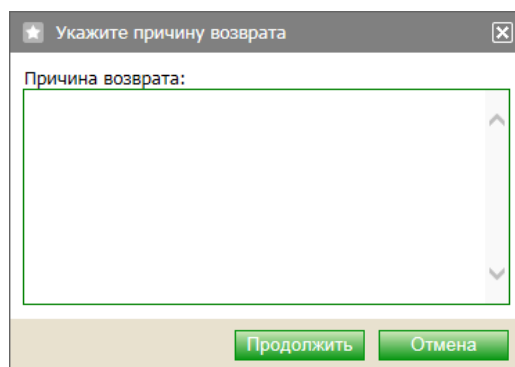 Укажите причину возврата
Причина возврата:
Продолжить Отмена